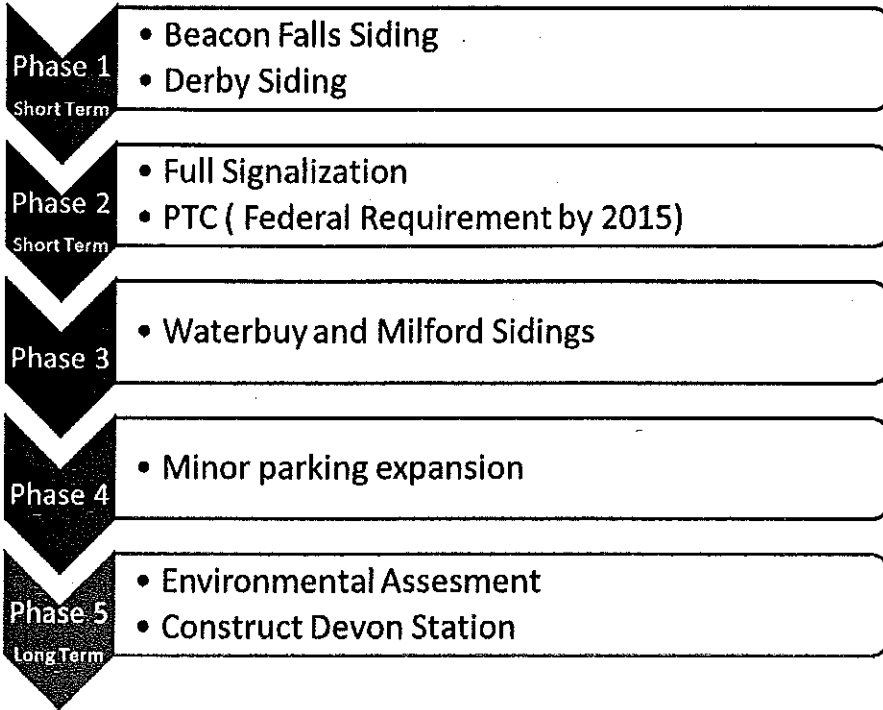 Phase 1
Short Term
• Beacon Falls Siding
• Derby Siding
Phase 2
Short Term
• Full Signalization
• PTC ( Federal Requirement by 2015)
Phase 3
• Waterbuy and Milford Sidings
Phase 4
• Minor parking expansion
Phase 5
Long Term
• Environmental Assesment
• Construct Devon Station